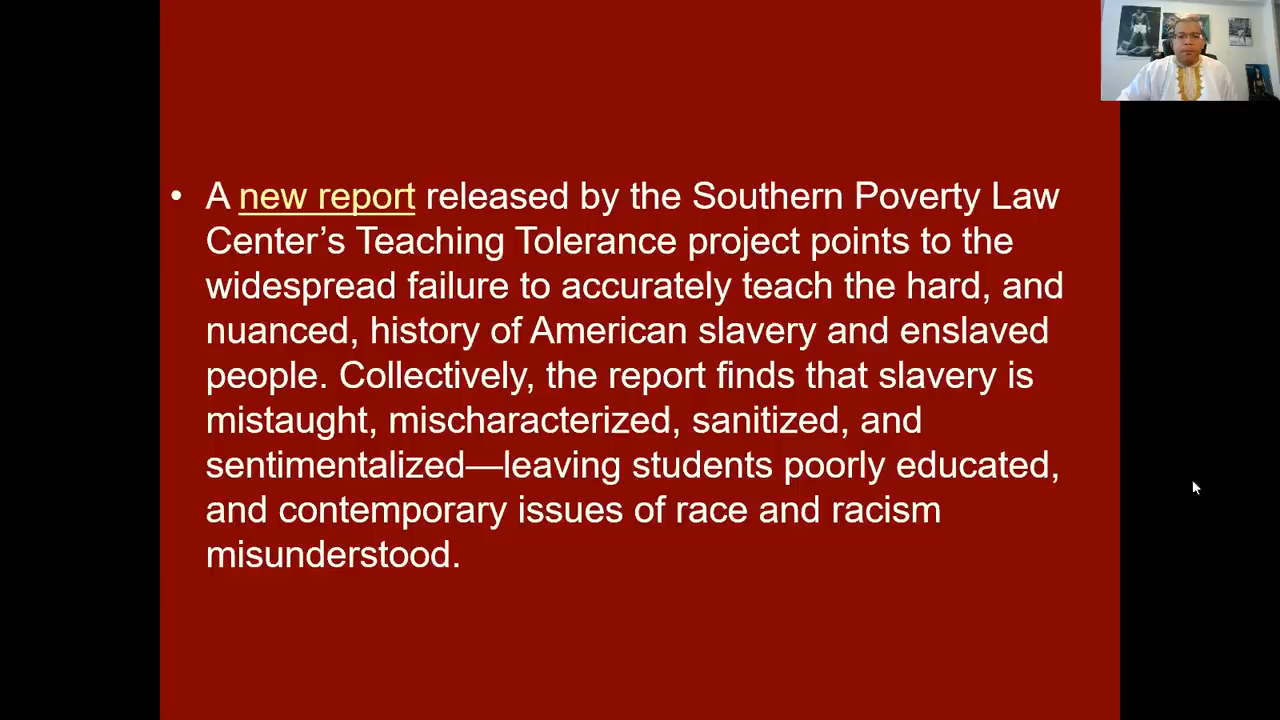 • A new report released by the Southern Poverty Law
Center’s Teaching Tolerance project points to the
widespread failure to accurately teach the hard, and
nuanced, history of American slavery and enslaved
people. Collectively, the report finds that slavery is
mistaught, mischaracterized, sanitized, and
sentimentalized—leaving students poorly educated,
and contemporary issues of race and racism
misunderstood.